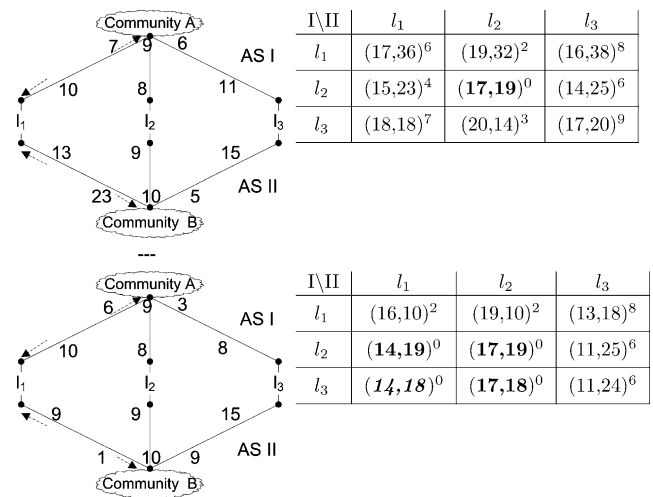 Community A
7 9 6
AS I
10 8 11
l₁ l₂ l₃
13 9 15
AS II
23 10 5
Community B
I\II l₁ l₂ l₃
l₁ (17,36)⁶ (19,32)² (16,38)⁸
l₂ (15,23)⁴ (17,19)⁰ (14,25)⁶
l₃ (18,18)⁷ (20,14)³ (17,20)⁹
---
Community A
6 9 3
AS I
10 8 8
l₁ l₂ l₃
9 9 15
AS II
1 10 9
Community B
I\II l₁ l₂ l₃
l₁ (16,10)² (19,10)² (13,18)⁸
l₂ (14,19)⁰ (17,19)⁰ (11,25)⁶
l₃ (14,18)⁰ (17,18)⁰ (11,24)⁶